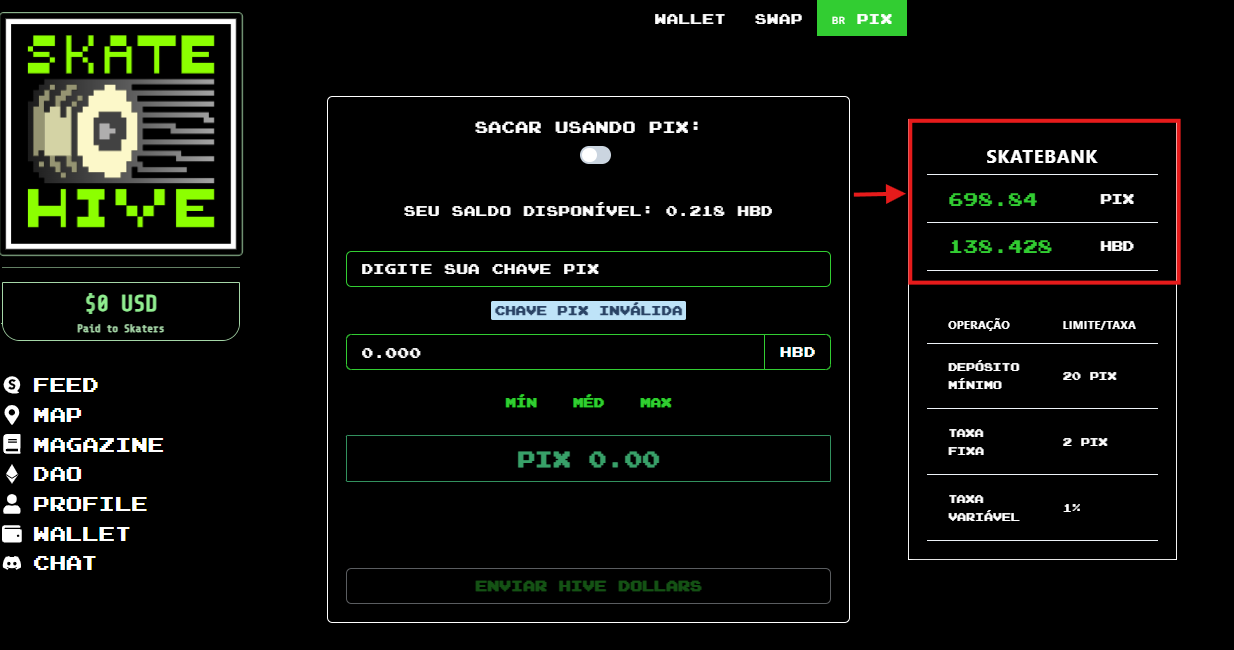 WALLET SWAP BR PIX
SKATE
HIVE
$0 USD
Paid to Skaters
FEED
MAP
MAGAZINE
DAO
PROFILE
WALLET
CHAT
SACAR USANDO PIX:
SEU SALDO DISPONÍVEL: 0.218 HBD
DIGITE SUA CHAVE PIX
CHAVE PIX INVÁLIDA
0.000 HBD
MÍN MÉD MAX
PIX 0.00
ENVIAR HIVE DOLLARS
SKATEBANK
698.84 PIX
138.428 HBD
OPERAÇÃO LIMITE/TAXA
DEPÓSITO
MÍNIMO
20 PIX
TAXA
FIXA
2 PIX
TAXA
VARIÁVEL
1%